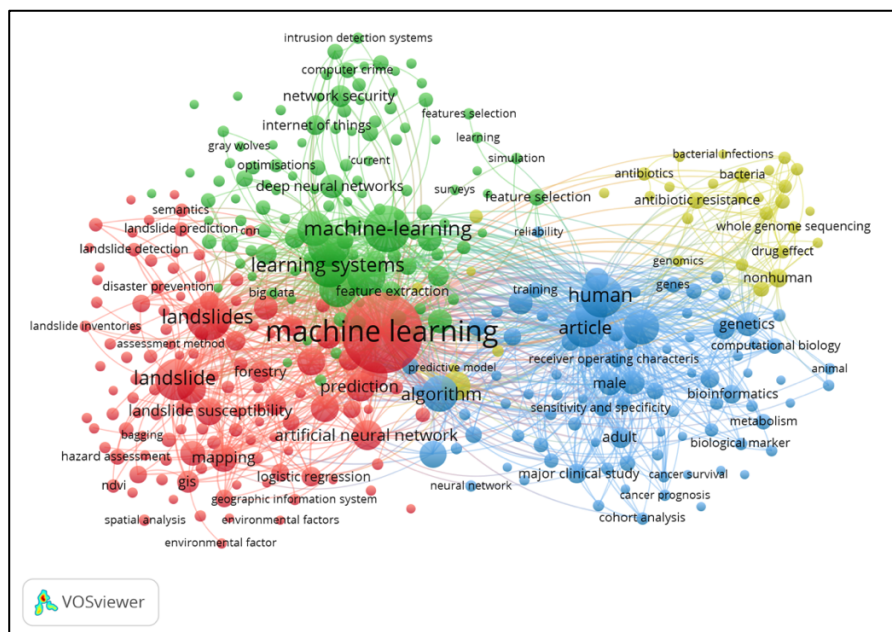 intrusion detection systems
computer crime
network security
features selection
internet of things
learning
gray wolves
current
simulation
bacterial infections
optimisations
antibiotics
bacteria
deep neural networks
surveys
feature selection
antibiotic resistance
semantics
landslide prediction
cnn
machine-learning
reliability
whole genome sequencing
landslide detection
drug effect
learning systems
genomics
nonhuman
disaster prevention
big data
feature extraction
training
human
genes
landslide inventories
landslides
machine learning
article
genetics
assessment method
receiver operating characteris
computational biology
landslide
forestry
predictive model
male
animal
prediction
algorithm
bioinformatics
landslide susceptibility
sensitivity and specificity
metabolism
bagging
artificial neural network
adult
biological marker
hazard assessment
mapping
major clinical study
cancer survival
ndvi
gis
logistic regression
neural network
cancer prognosis
geographic information system
spatial analysis
environmental factors
cohort analysis
environmental factor
VOSviewer